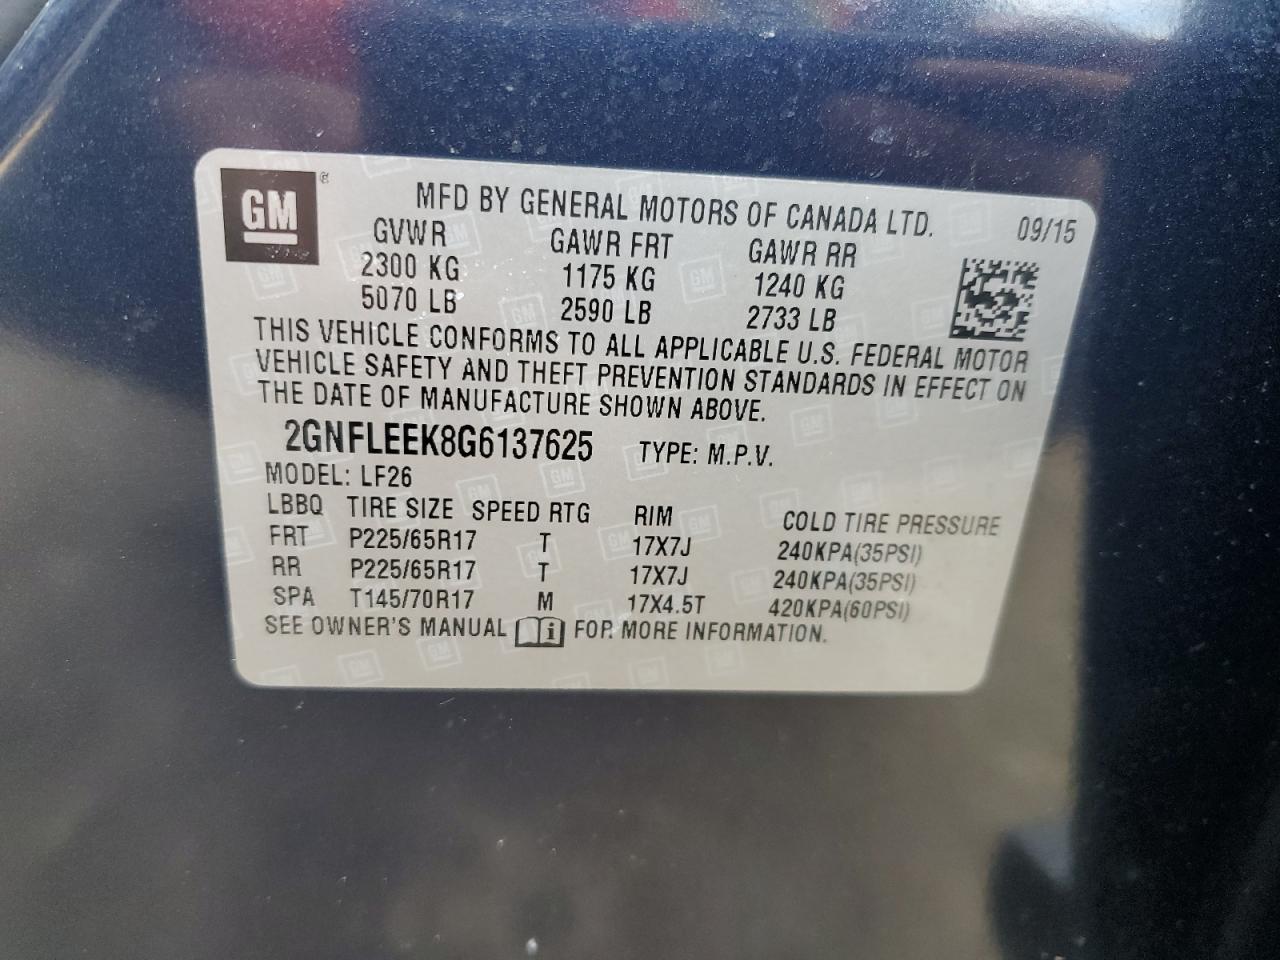 GM®
MFD BY GENERAL MOTORS OF CANADA LTD. 09/15
GVWR GAWR FRT GAWR RR
2300 KG 1175 KG 1240 KG
5070 LB 2590 LB 2733 LB
THIS VEHICLE CONFORMS TO ALL APPLICABLE U.S. FEDERAL MOTOR
VEHICLE SAFETY AND THEFT PREVENTION STANDARDS IN EFFECT ON
THE DATE OF MANUFACTURE SHOWN ABOVE.
2GNFLEEK8G6137625 TYPE: M.P.V.
MODEL: LF26
LBBQ TIRE SIZE SPEED RTG RIM COLD TIRE PRESSURE
FRT P225/65R17 T 17X7J 240KPA(35PSI)
RR P225/65R17 T 17X7J 240KPA(35PSI)
SPA T145/70R17 M 17X4.5T 420KPA(60PSI)
SEE OWNER'S MANUAL i FOR MORE INFORMATION.